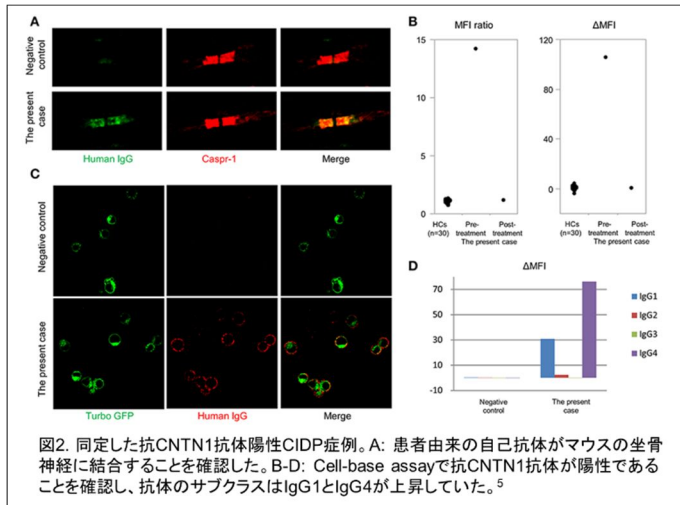 A
Negative control
The present case
Human IgG
Caspr-1
Merge
B
MFI ratio
15
10
5
0
HCs (n=30)
Pre-treatment
Post-treatment
The present case
ΔMFI
120
80
40
0
HCs (n=30)
Pre-treatment
Post-treatment
The present case
C
Negative control
The present case
Turbo GFP
Human IgG
Merge
D
ΔMFI
70
50
30
10
-10
Negative control
The present case
IgG1
IgG2
IgG3
IgG4
図2. 同定した抗CNTN1抗体陽性CIDP症例。A: 患者由来の自己抗体がマウスの坐骨
神経に結合することを確認した。B-D: Cell-base assayで抗CNTN1抗体が陽性である
ことを確認し、抗体のサブクラスはIgG1とIgG4が上昇していた。5